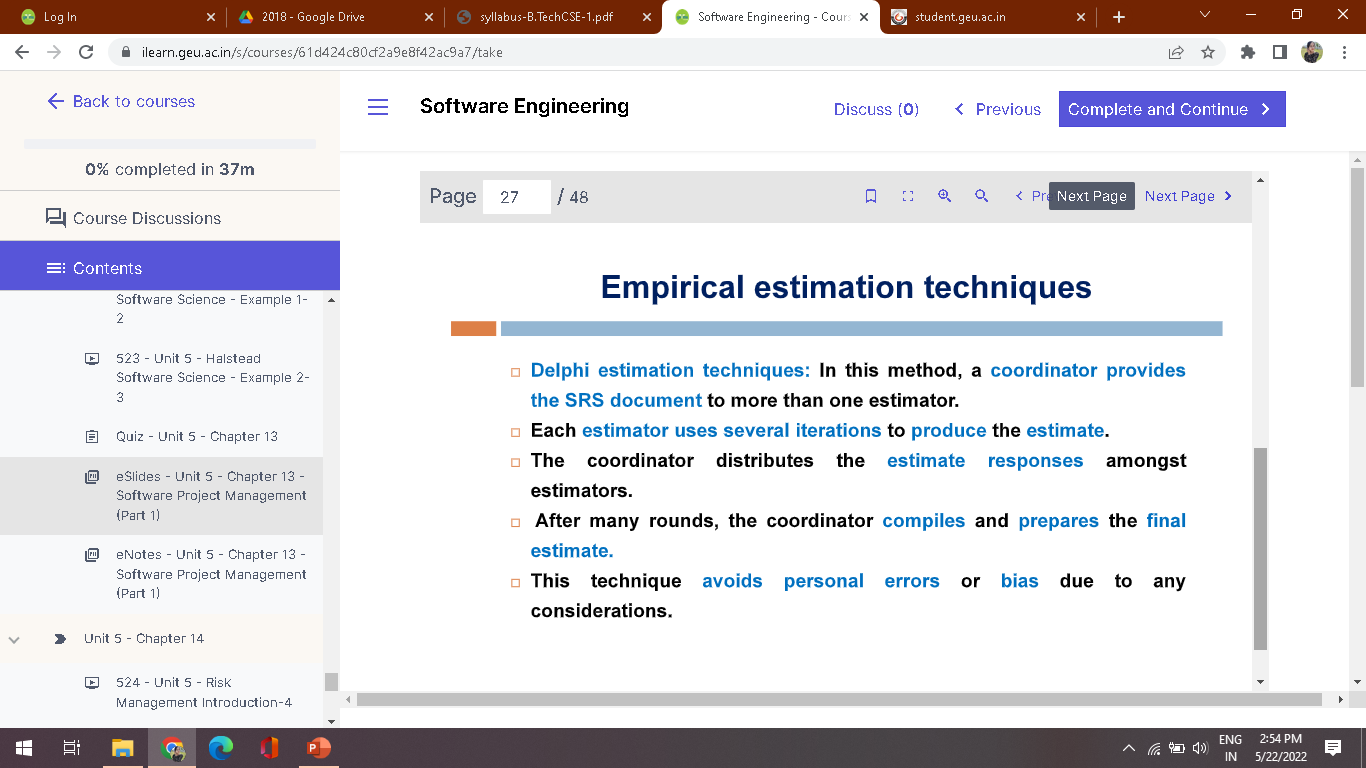 Log In
2018 - Google Drive
syllabus-B.TechCSE-1.pdf
Software Engineering - Cour
student.geu.ac.in
ilearn.geu.ac.in/s/courses/61d424c80cf2a9e8f42ac9a7/take
Back to courses
0% completed in 37m
Course Discussions
Contents
Software Science - Example 1-
2
523 - Unit 5 - Halstead
Software Science - Example 2-
3
Quiz - Unit 5 - Chapter 13
eSlides - Unit 5 - Chapter 13 -
Software Project Management
(Part 1)
eNotes - Unit 5 - Chapter 13 -
Software Project Management
(Part 1)
Unit 5 - Chapter 14
524 - Unit 5 - Risk
Management Introduction-4
Software Engineering
Discuss (0)
Previous
Complete and Continue
Page 27 / 48
Pre
Next Page
Next Page
Empirical estimation techniques
Delphi estimation techniques: In this method, a coordinator provides
the SRS document to more than one estimator.
Each estimator uses several iterations to produce the estimate.
The coordinator distributes the estimate responses amongst
estimators.
After many rounds, the coordinator compiles and prepares the final
estimate.
This technique avoids personal errors or bias due to any
considerations.
ENG
IN
2:54 PM
5/22/2022